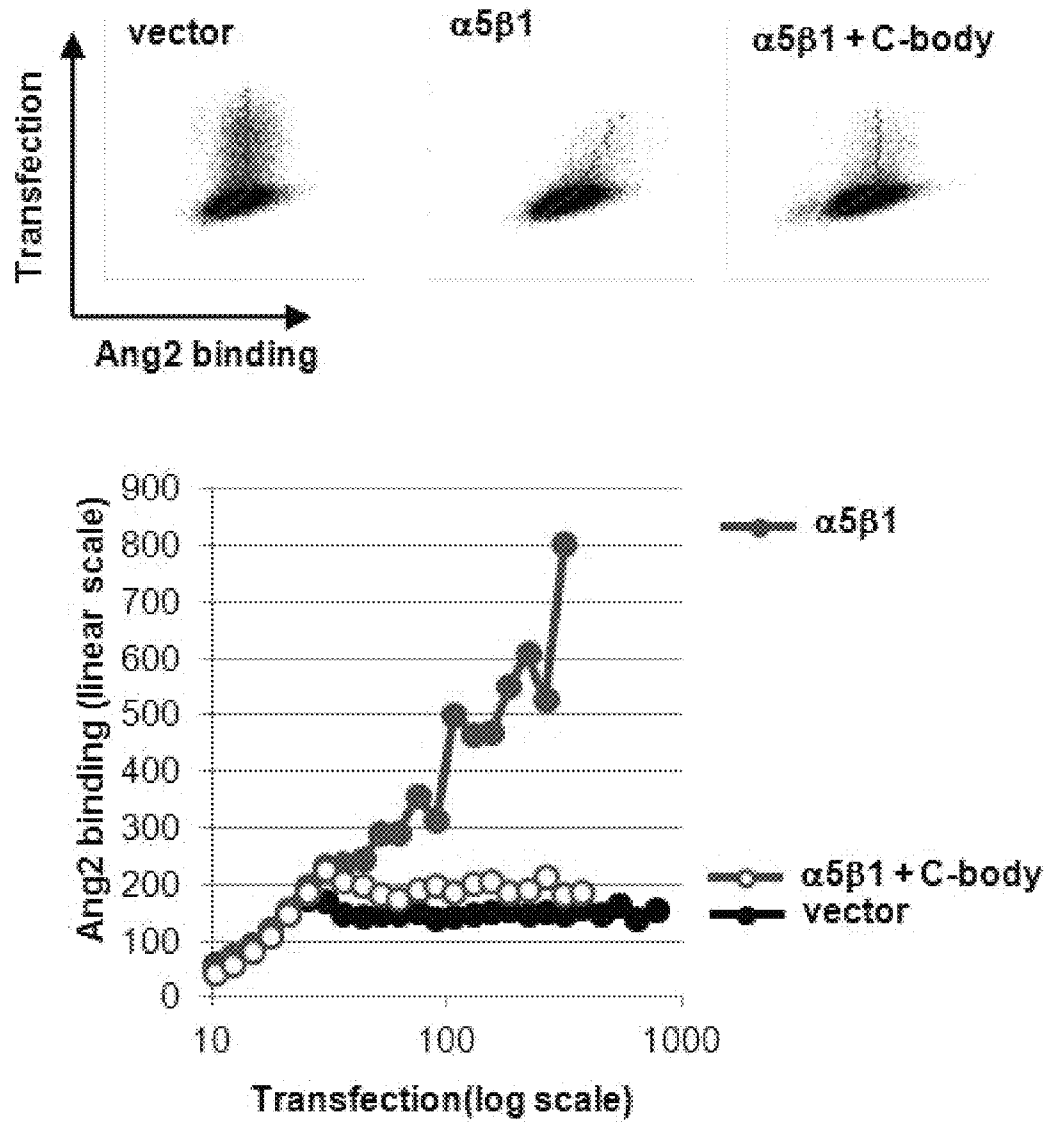 vector
α5β1
α5β1 + C-body
Transfection
Ang2 binding
Ang2 binding (linear scale)
900
800
700
600
500
400
300
200
100
0
10
100
1000
Transfection(log scale)
α5β1
α5β1 + C-body
vector